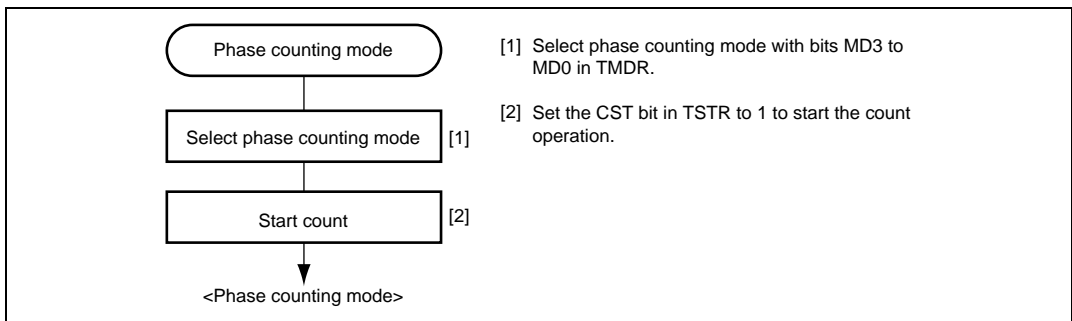 Phase counting mode
Select phase counting mode [1]
Start count [2]
<Phase counting mode>
[1] Select phase counting mode with bits MD3 to
MD0 in TMDR.
[2] Set the CST bit in TSTR to 1 to start the count
operation.